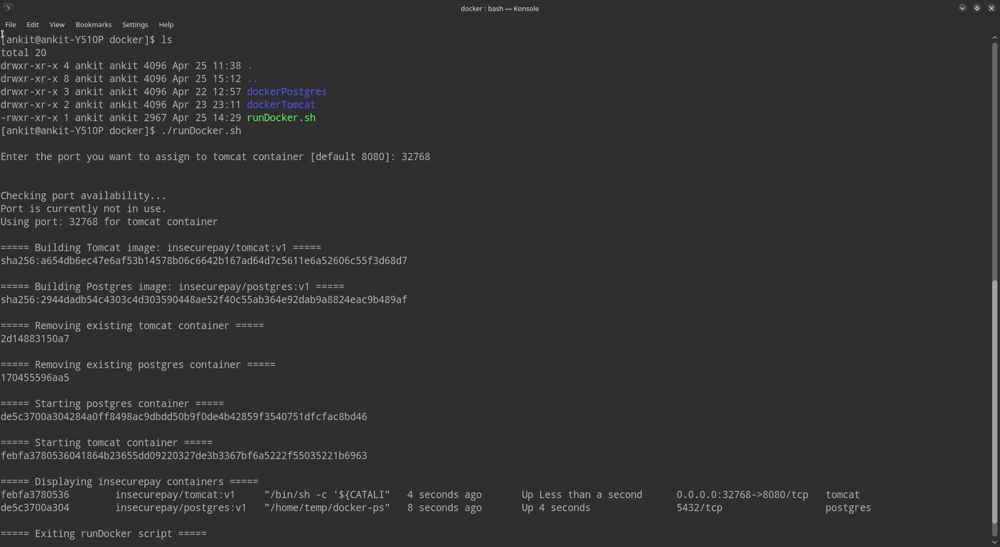 docker : bash — Konsole
File Edit View Bookmarks Settings Help
[ankit@ankit-Y510P docker]$ ls
total 20
drwxr-xr-x 4 ankit ankit 4096 Apr 25 11:38 .
drwxr-xr-x 8 ankit ankit 4096 Apr 25 15:12 ..
drwxr-xr-x 3 ankit ankit 4096 Apr 22 12:57 dockerPostgres
drwxr-xr-x 2 ankit ankit 4096 Apr 23 23:11 dockerTomcat
-rwxr-xr-x 1 ankit ankit 2967 Apr 25 14:29 runDocker.sh
[ankit@ankit-Y510P docker]$ ./runDocker.sh
Enter the port you want to assign to tomcat container [default 8080]: 32768
Checking port availability...
Port is currently not in use.
Using port: 32768 for tomcat container
===== Building Tomcat image: insecurepay/tomcat:v1 =====
sha256:a654db6ec47e6af53b14578b06c6642b167ad64d7c5611e6a52606c55f3d68d7
===== Building Postgres image: insecurepay/postgres:v1 =====
sha256:2944dadb54c4303c4d303590448ae52f40c55ab364e92dab9a8824eac9b489af
===== Removing existing tomcat container =====
2d14883150a7
===== Removing existing postgres container =====
170455596aa5
===== Starting postgres container =====
de5c3700a304284a0ff8498ac9dbdd50b9f0de4b42859f3540751dfcfac8bd46
===== Starting tomcat container =====
febfa3780536041864b23655dd09220327de3b3367bf6a5222f55035221b6963
===== Displaying insecurepay containers =====
febfa3780536 insecurepay/tomcat:v1 "/bin/sh -c '${CATALI" 4 seconds ago Up Less than a second 0.0.0.0:32768->8080/tcp tomcat
de5c3700a304 insecurepay/postgres:v1 "/home/temp/docker-ps" 8 seconds ago Up 4 seconds 5432/tcp postgres
===== Exiting runDocker script =====